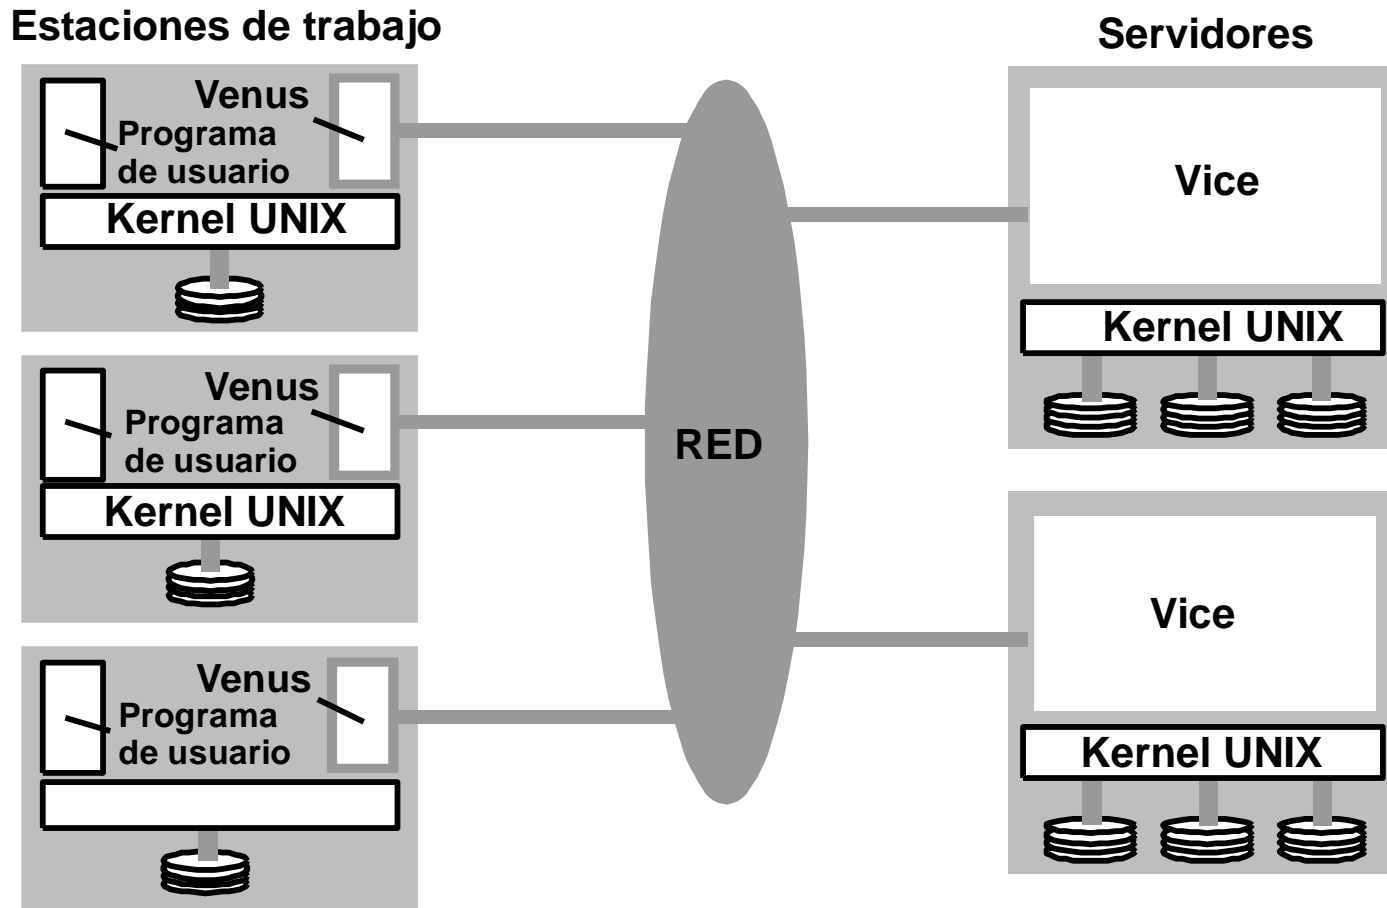 Estaciones de trabajo
Servidores
Venus
Programa
de usuario
Kernel UNIX
Venus
Programa
de usuario
Kernel UNIX
Venus
Programa
de usuario
RED
Vice
Kernel UNIX
Vice
Kernel UNIX